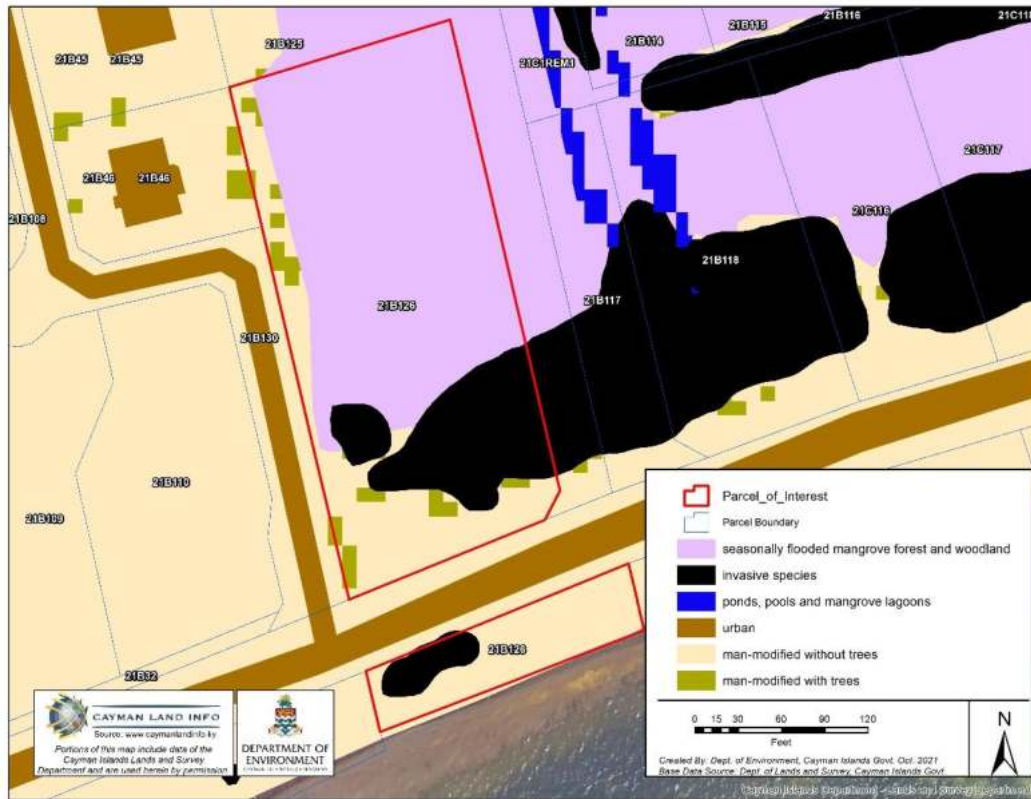 21B116
21B115
21B125
21B114
21B45
21B45
21C1REM1
21C117
21B46
21B46
21B108
21C116
21B118
21B126
21B117
21B130
21B110
21B109
21B128
21B32
Parcel_of_Interest
Parcel Boundary
seasonally flooded mangrove forest and woodland
invasive species
ponds, pools and mangrove lagoons
urban
man-modified without trees
man-modified with trees
0 15 30 60 90 120
Feet
N
Created By: Dept. of Environment, Cayman Islands Govt. Oct. 2021
Base Data Source: Dept. of Lands and Survey, Cayman Islands Govt.
CAYMAN LAND INFO
Source: www.caymanlandinfo.ky
Portions of this map include data of the
Cayman Islands Lands and Survey
Department and are used herein by permission
DEPARTMENT OF
ENVIRONMENT